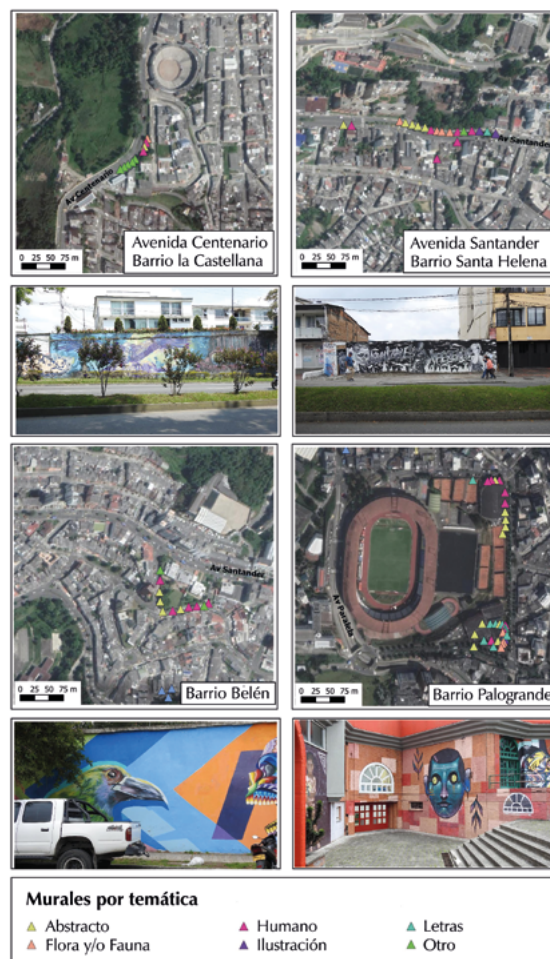 Av Centenario
Avenida Centenario
Barrio la Castellana
0 25 50 75 m
Av Santander
Avenida Santander
Barrio Santa Helena
0 25 50 75 m
Av Santander
Barrio Belén
0 25 50 75 m
Av Paralela
Barrio Palogrande
0 25 50 75 m
Murales por temática
Abstracto
Humano
Letras
Flora y/o Fauna
Ilustración
Otro